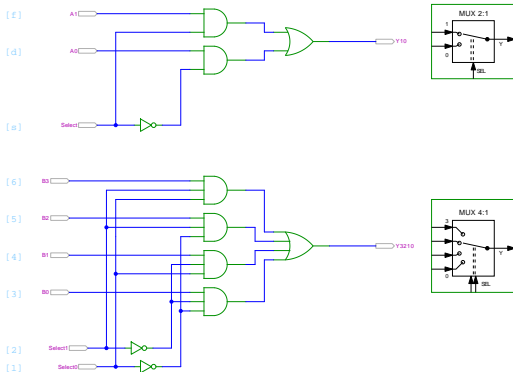 [f] A1
[d] A0 Y10
[s] Select
MUX 2:1
1
0
Y
SEL
[6] B3
[5] B2
[4] B1 Y3210
[3] B0
[2] Select1
[1] Select0
MUX 4:1
3
0
Y
SEL